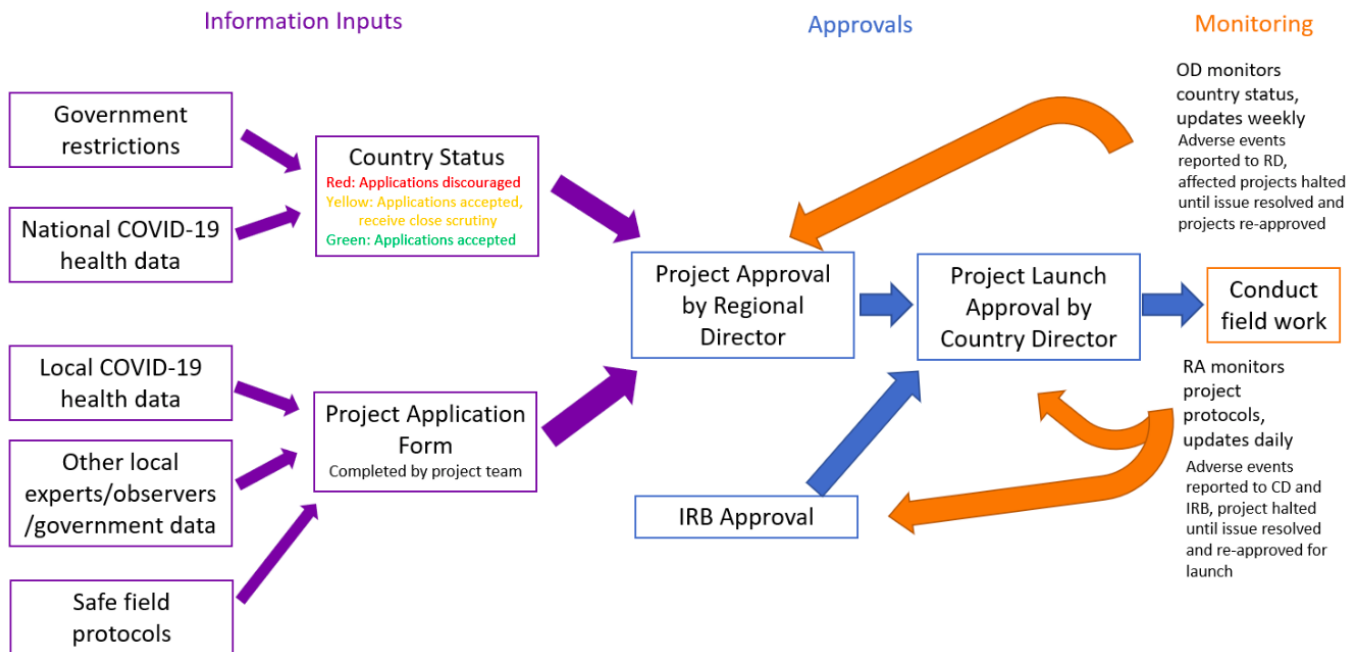 Information Inputs
Approvals
Monitoring
Government
restrictions
National COVID-19
health data
Country Status
Red: Applications discouraged
Yellow: Applications accepted,
receive close scrutiny
Green: Applications accepted
Local COVID-19
health data
Other local
experts/observers
/government data
Safe field
protocols
Project Application
Form
Completed by project team
Project Approval
by Regional
Director
IRB Approval
Project Launch
Approval by
Country Director
OD monitors
country status,
updates weekly
Adverse events
reported to RD,
affected projects halted
until issue resolved and
projects re-approved
Conduct
field work
RA monitors
project
protocols,
updates daily
Adverse events
reported to CD and
IRB, project halted
until issue resolved
and re-approved for
launch